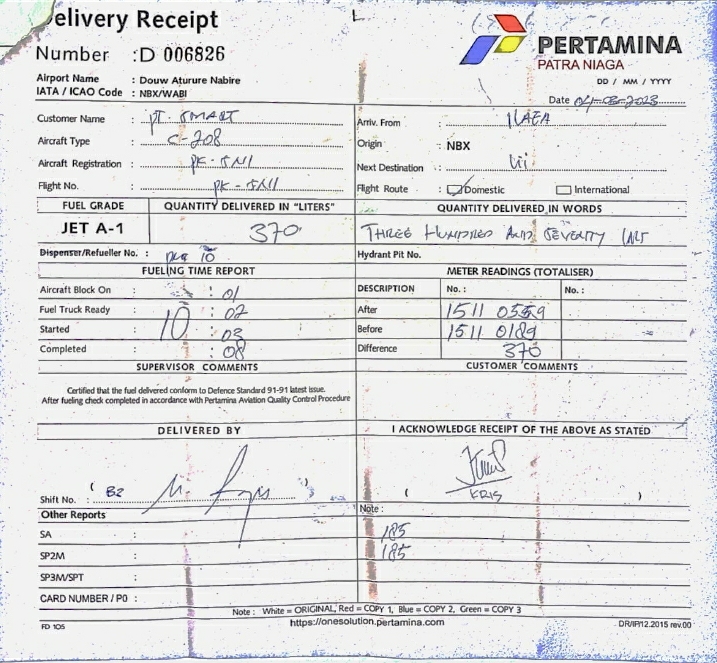 elivery Receipt
Number : D 006826
PERTAMINA
PATRA NIAGA
Airport Name : Douw Aturure Nabire
IATA / ICAO Code : NBX/WABI
DD / MM / YYYY
Date 04-08-2023
Customer Name : PT. SMART
Aircraft Type : C-208
Aircraft Registration : PK-SNI
Flight No. :
Arriv. From : ILAGA
Origin : NBX
Next Destination :
Flight Route : Domestic International
FUEL GRADE QUANTITY DELIVERED IN "LITERS" QUANTITY DELIVERED IN WORDS
JET A-1 370 THREE HUNDRED AND SEVENTY
Dispenser/Refueller No. : 10 Hydrant Pit No.
FUELING TIME REPORT
Aircraft Block On : 01
Fuel Truck Ready : 02
Started 10 : 03
Completed : 08
METER READINGS (TOTALISER)
DESCRIPTION No. : No. :
After 1511 0559
Before 1511 0189
Difference 370
SUPERVISOR COMMENTS
Certified that the fuel delivered conform to Defence Standard 91-91 latest issue.
After fueling check completed in accordance with Pertamina Aviation Quality Control Procedure
CUSTOMER COMMENTS
DELIVERED BY
I ACKNOWLEDGE RECEIPT OF THE ABOVE AS STATED
Shift No. : ( B2 )
( KRIS )
Other Reports
SA :
SP2M :
SP3M/SPT :
CARD NUMBER / PO :
Note :
185
185
Note : White = ORIGINAL, Red = COPY 1, Blue = COPY 2, Green = COPY 3
FD 105 https://onesolution.pertamina.com DR/IP/12.2015 rev.00